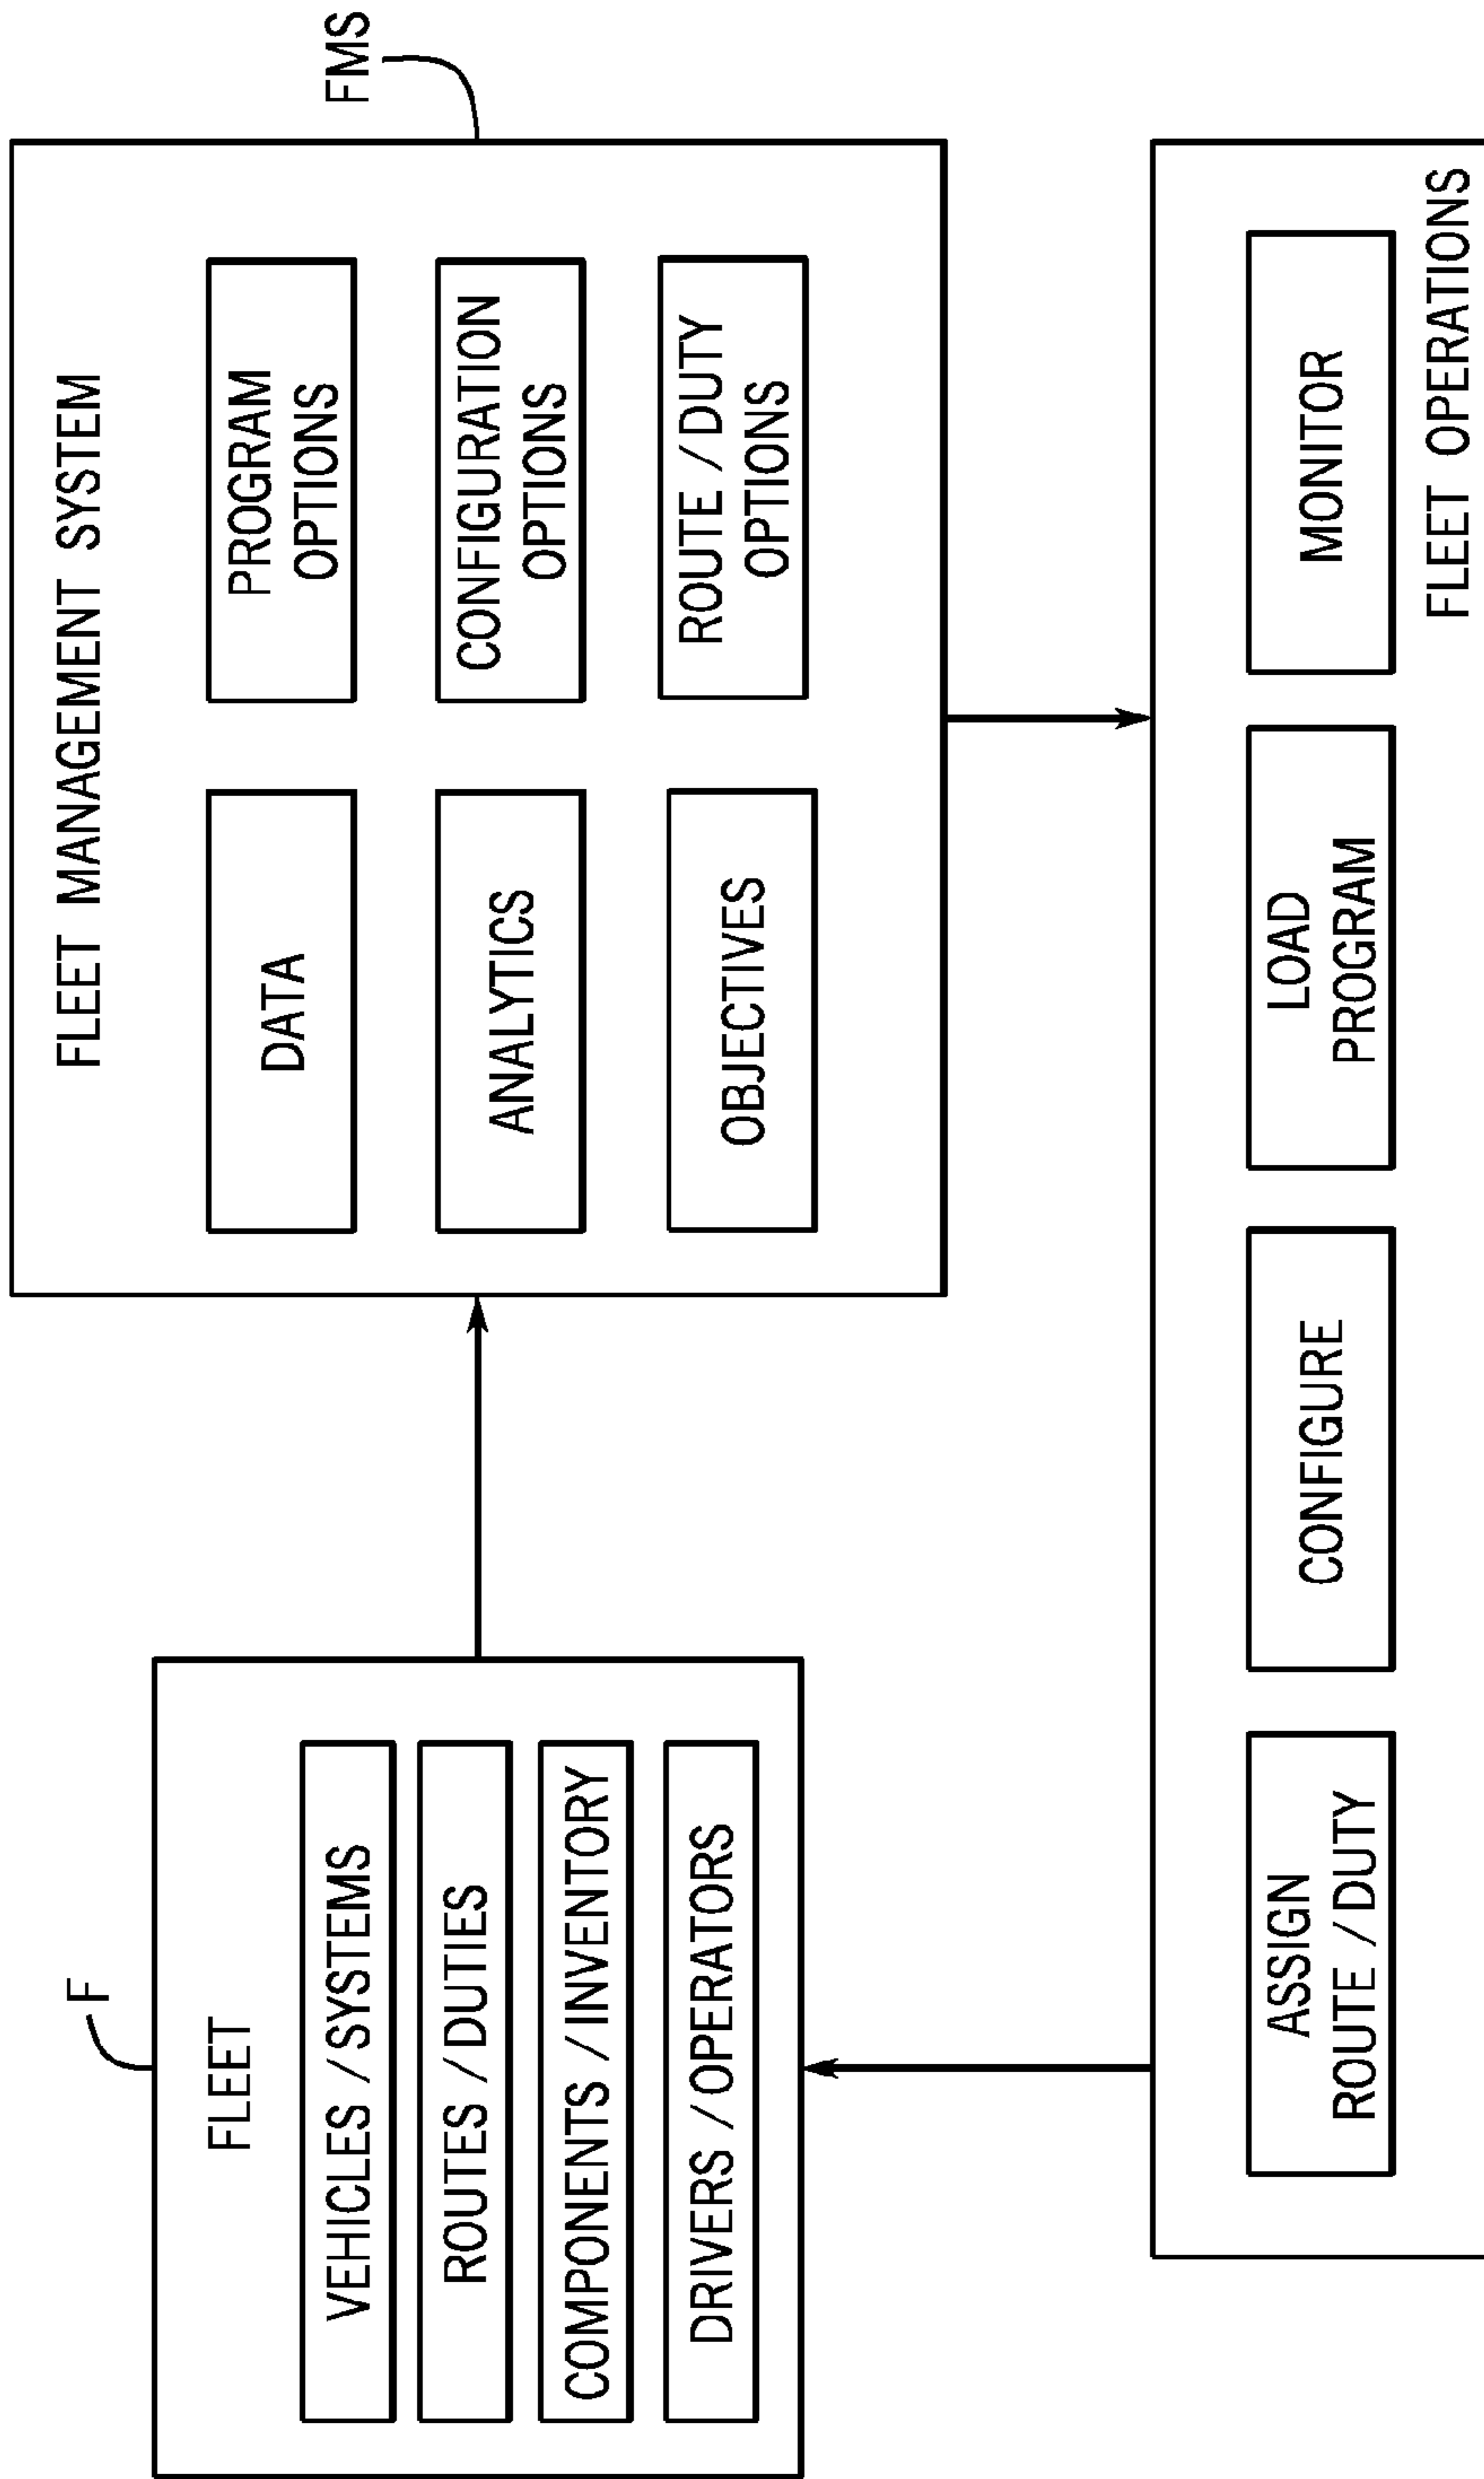 F
FLEET
VEHICLES / SYSTEMS
ROUTES / DUTIES
COMPONENTS / INVENTORY
DRIVERS / OPERATORS
FLEET MANAGEMENT SYSTEM
FMS
DATA
ANALYTICS
OBJECTIVES
PROGRAM
OPTIONS
CONFIGURATION
OPTIONS
ROUTE / DUTY
OPTIONS
ASSIGN
ROUTE / DUTY
CONFIGURE
LOAD
PROGRAM
MONITOR
FLEET OPERATIONS